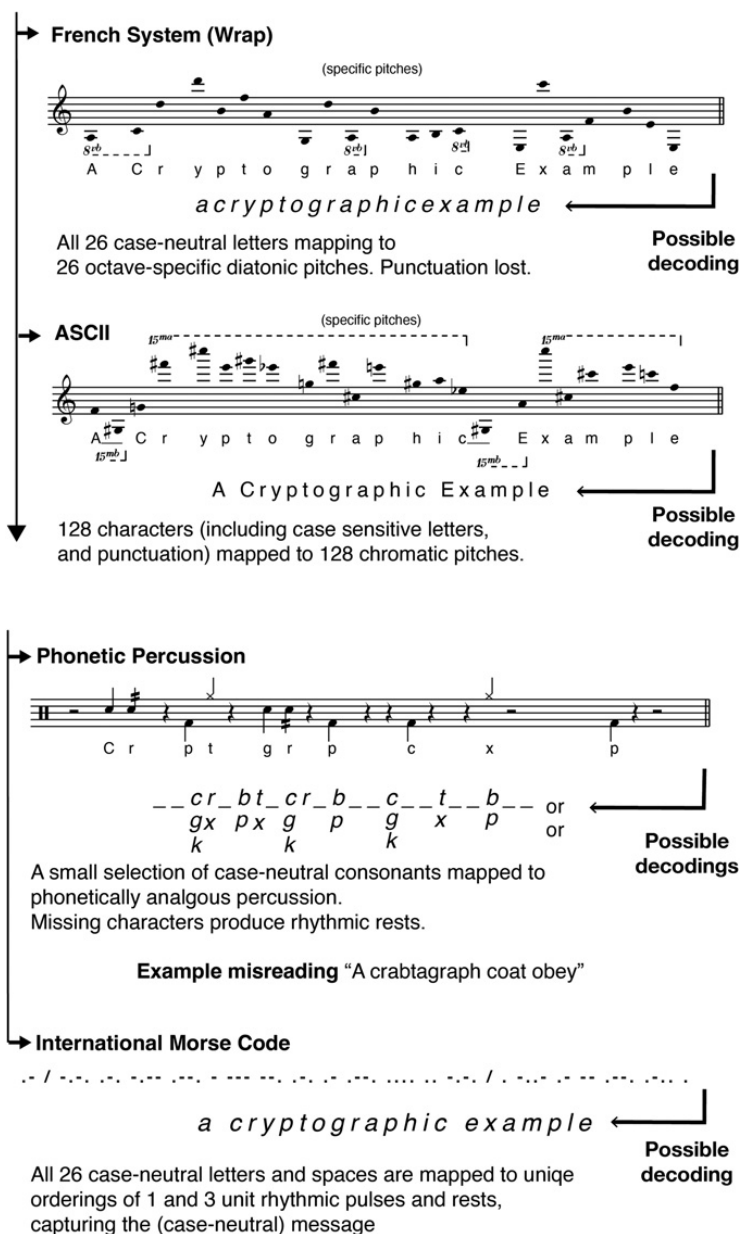 French System (Wrap)
(specific pitches)
8vb 8vb 8vb 8vb
A C r y p t o g r a p h i c E x a m p l e
acryptographicexample
All 26 case-neutral letters mapping to
26 octave-specific diatonic pitches. Punctuation lost.
Possible
decoding
ASCII
(specific pitches)
15ma 15ma
A C r y p t o g r a p h i c E x a m p l e
15mb 15mb
A Cryptographic Example
Possible
decoding
128 characters (including case sensitive letters,
and punctuation) mapped to 128 chromatic pitches.
Phonetic Percussion
C r p t g r p c x p
_ _ c r _ b t _ c r _ b _ _ c _ _ t _ _ b _ _ or
g x p x g p g x p or
k k k
Possible
decodings
A small selection of case-neutral consonants mapped to
phonetically analgous percussion.
Missing characters produce rhythmic rests.
Example misreading “A crabtagraph coat obey”
International Morse Code
.- / -.-. .-. -.-- .--. - --- --. .-. .- .--. .... .. -.-. / . -..- .- -- .--. .-.. .
a cryptographic example
Possible
decoding
All 26 case-neutral letters and spaces are mapped to uniqe
orderings of 1 and 3 unit rhythmic pulses and rests,
capturing the (case-neutral) message